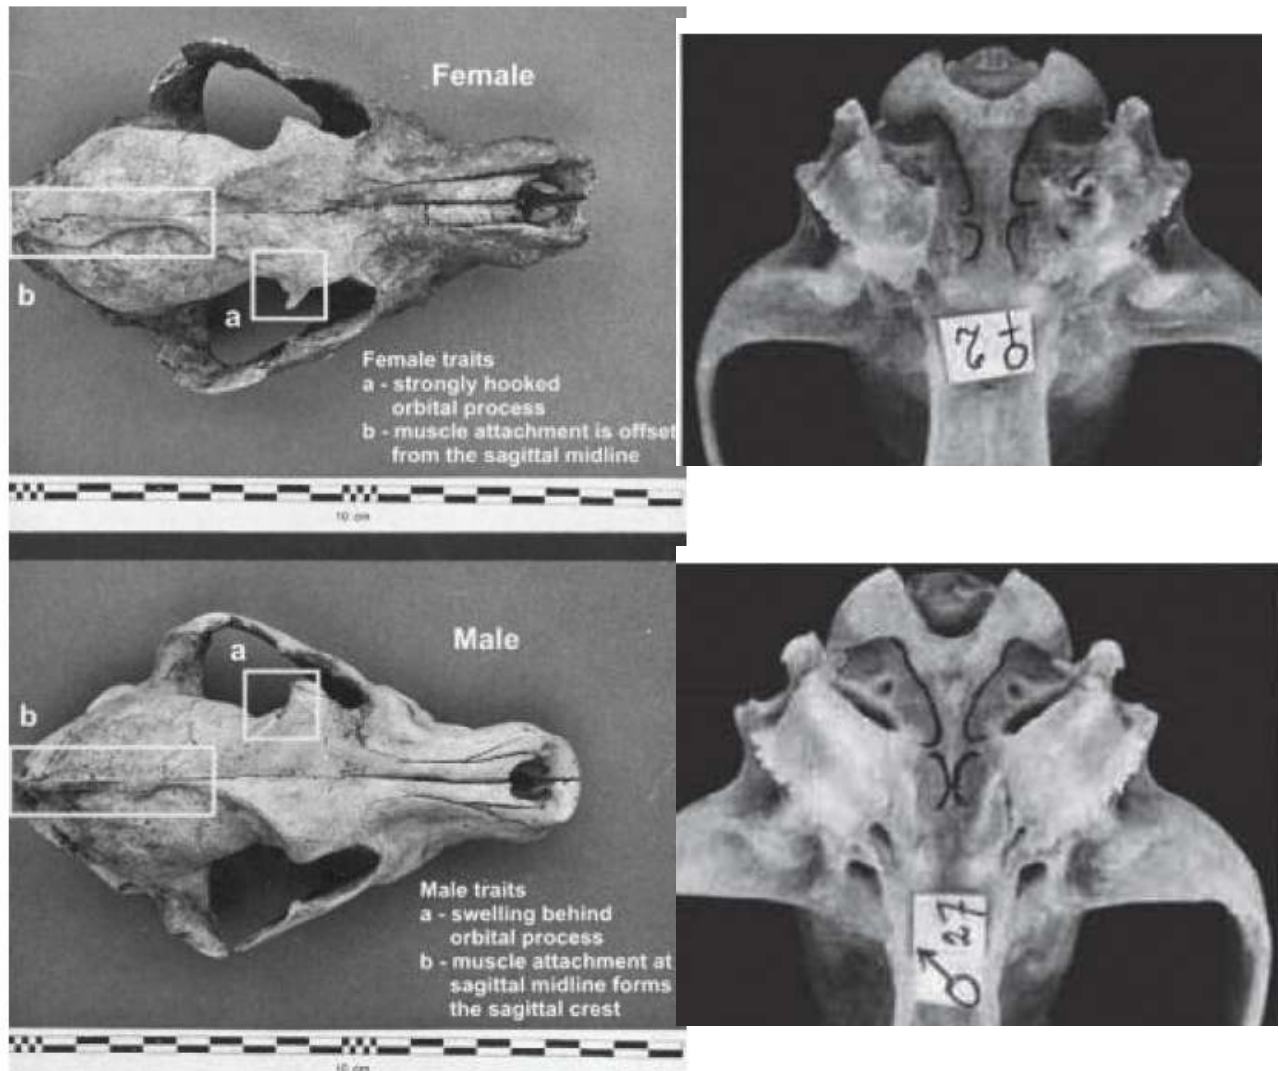 Female
b
a
Female traits
a - strongly hooked
orbital process
b - muscle attachment is offset
from the sagittal midline
10 cm
Male
a
b
Male traits
a - swelling behind
orbital process
b - muscle attachment at
sagittal midline forms
the sagittal crest
10 cm
♀
♂ 27